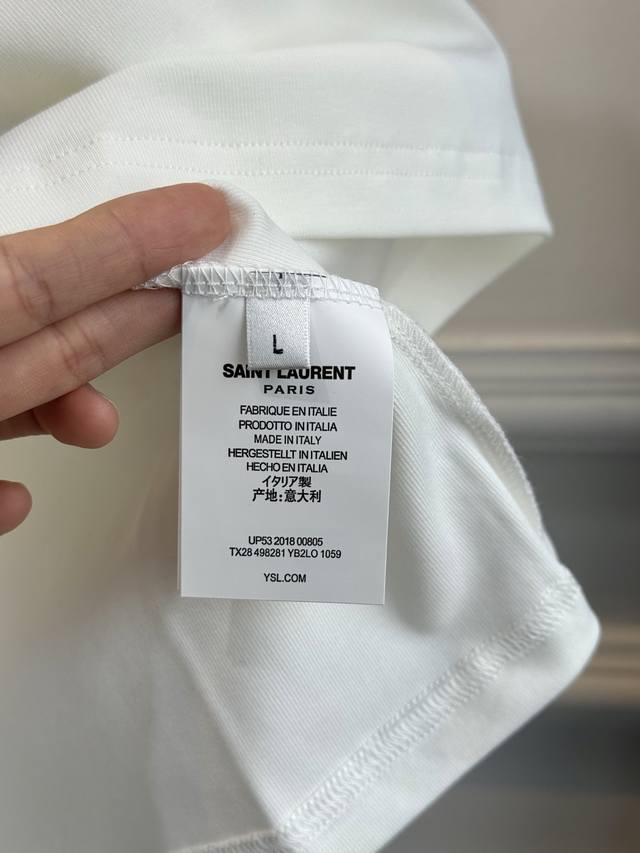 L
SAINT LAURENT
PARIS
FABRIQUE EN ITALIE
PRODOTTO IN ITALIA
MADE IN ITALY
HERGESTELLT IN ITALIEN
HECHO EN ITALIA
イタリア製
产地:意大利
UP53 2018 00805
TX28 498281 YB2LO 1059
YSL.COM